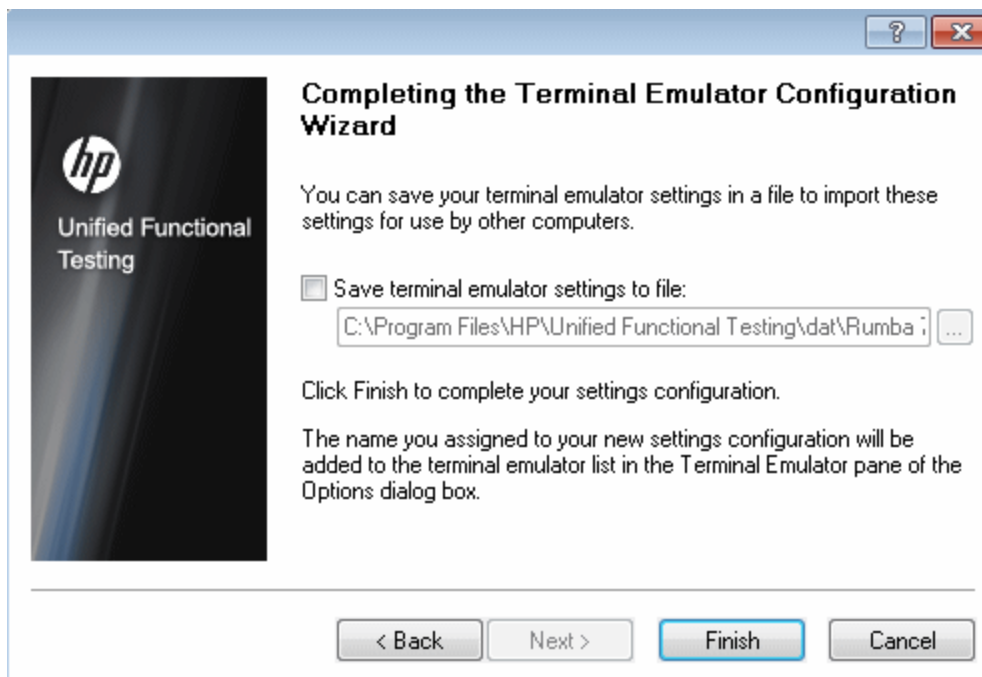 ?
Completing the Terminal Emulator Configuration
Wizard
hp
Unified Functional
Testing
You can save your terminal emulator settings in a file to import these
settings for use by other computers.
Save terminal emulator settings to file:
C:\Program Files\HP\Unified Functional Testing\dat\Rumba
...
Click Finish to complete your settings configuration.
The name you assigned to your new settings configuration will be
added to the terminal emulator list in the Terminal Emulator pane of the
Options dialog box.
< Back
Next >
Finish
Cancel